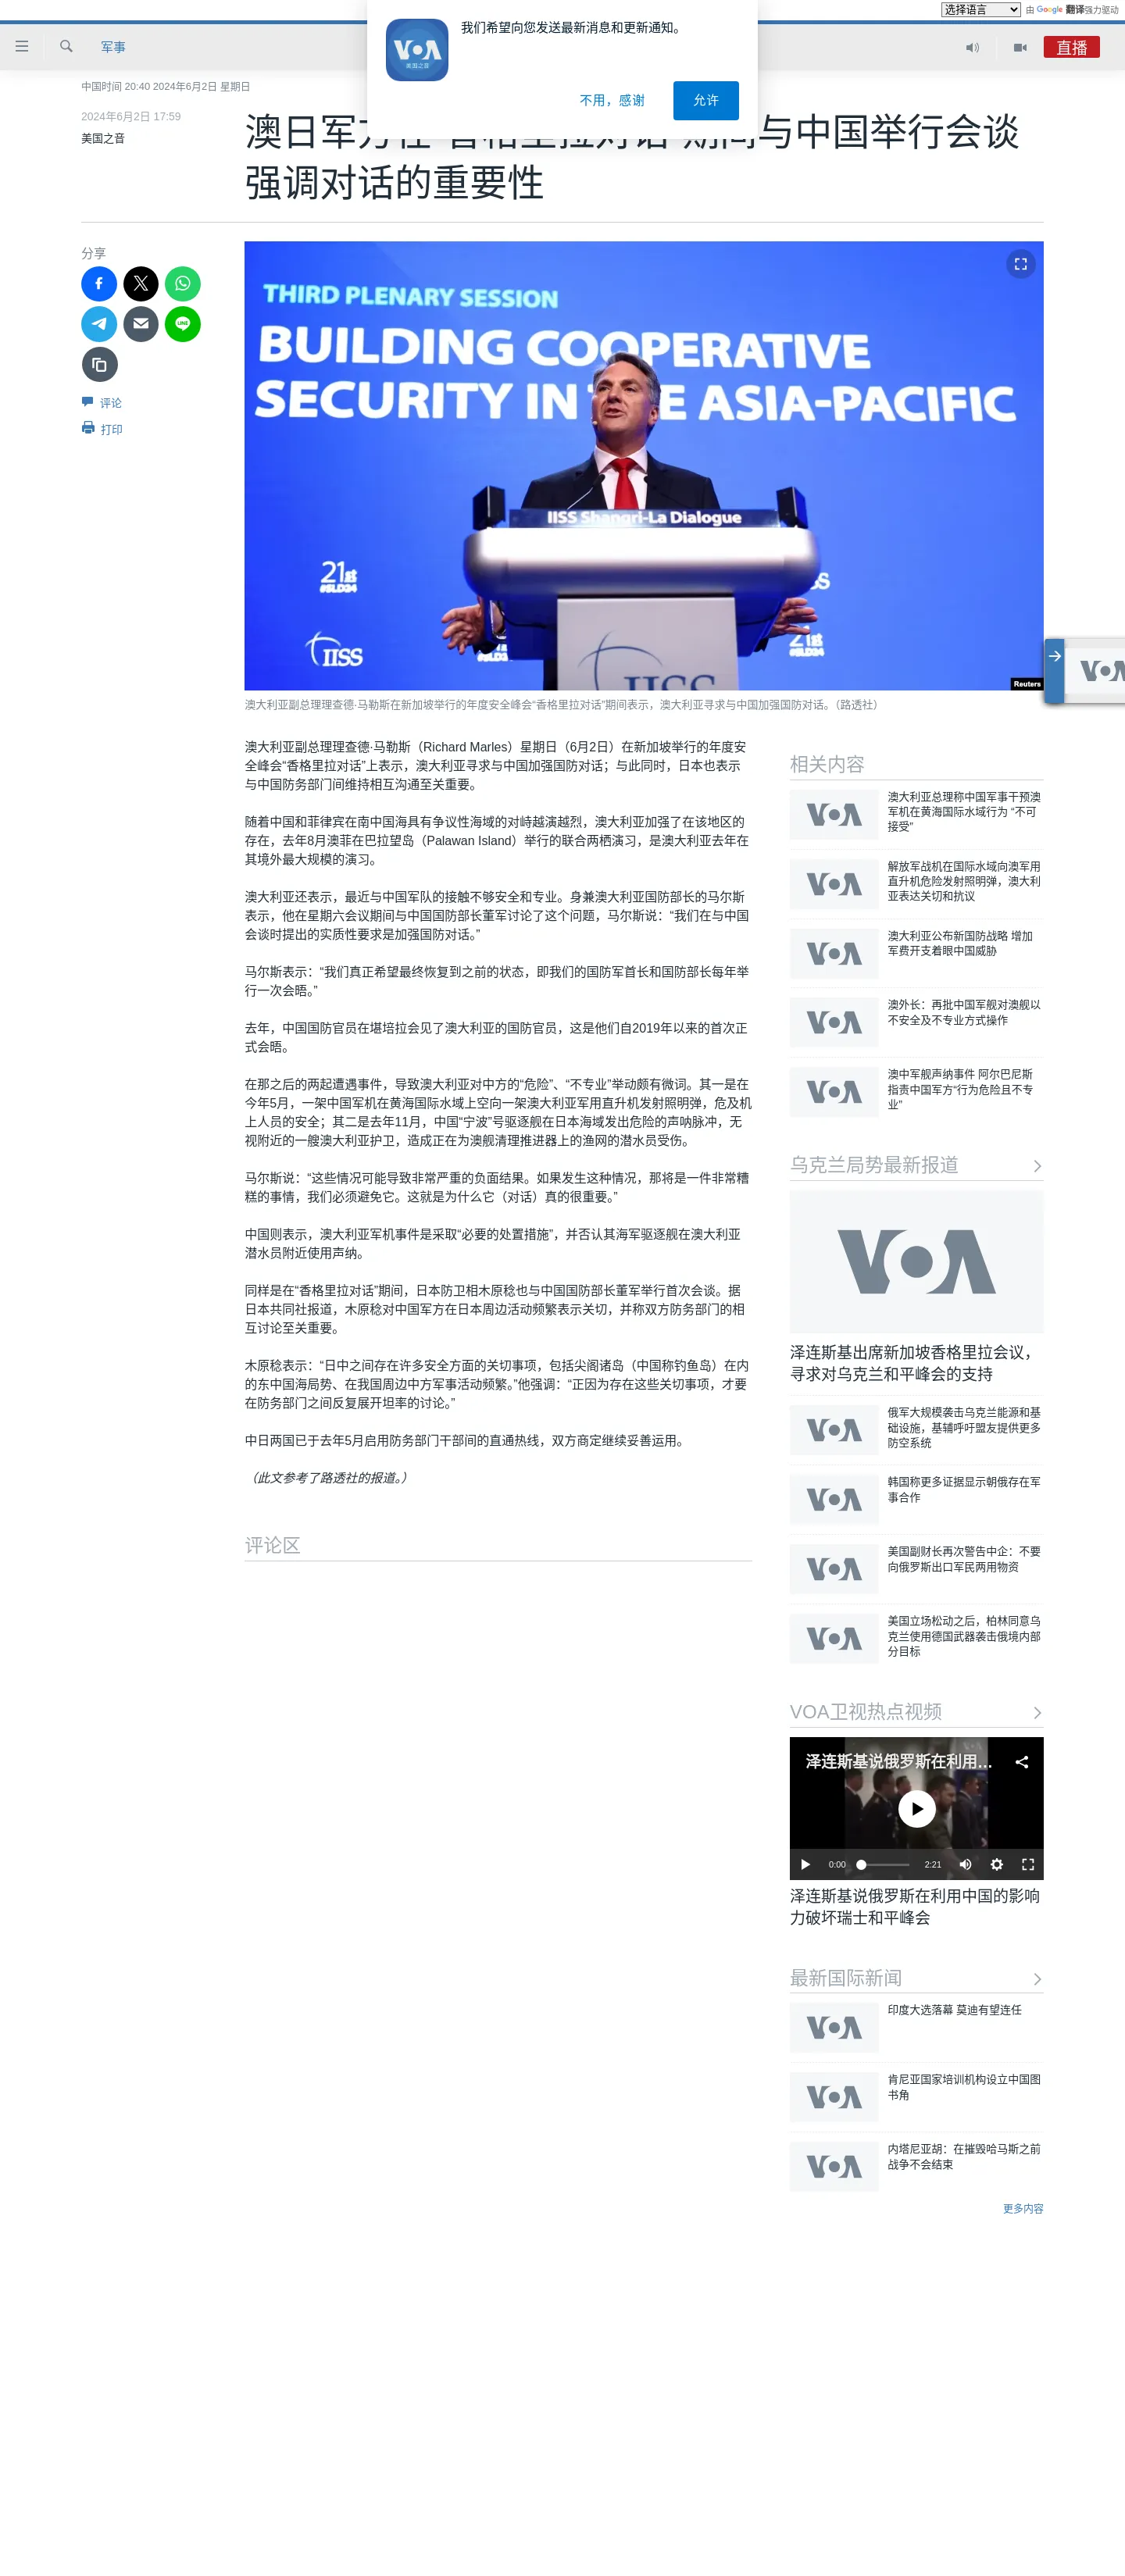 选择语言 由 Google 翻译强力驱动
我们希望向您发送最新消息和更新通知。
VOA
美国之音
不用，感谢
允许
军事
直播
中国时间 20:40 2024年6月2日 星期日
2024年6月2日 17:59
美国之音
与中国举行会谈
强调对话的重要性
分享
评论
打印
THIRD PLENARY SESSION
BUILDING COOPERATIVE
SECURITY IN THE ASIA-PACIFIC
IISS Shangri-La Dialogue
21st
#SLD24
IISS
Reuters
澳大利亚副总理理查德·马勒斯在新加坡举行的年度安全峰会“香格里拉对话”期间表示，澳大利亚寻求与中国加强国防对话。（路透社）
澳大利亚副总理理查德·马勒斯（Richard Marles）星期日（6月2日）在新加坡举行的年度安
全峰会“香格里拉对话”上表示，澳大利亚寻求与中国加强国防对话；与此同时，日本也表示
与中国防务部门间维持相互沟通至关重要。
随着中国和菲律宾在南中国海具有争议性海域的对峙越演越烈，澳大利亚加强了在该地区的
存在，去年8月澳菲在巴拉望岛（Palawan Island）举行的联合两栖演习，是澳大利亚去年在
其境外最大规模的演习。
澳大利亚还表示，最近与中国军队的接触不够安全和专业。身兼澳大利亚国防部长的马尔斯
表示，他在星期六会议期间与中国国防部长董军讨论了这个问题，马尔斯说：“我们在与中国
会谈时提出的实质性要求是加强国防对话。”
马尔斯表示：“我们真正希望最终恢复到之前的状态，即我们的国防军首长和国防部长每年举
行一次会晤。”
去年，中国国防官员在堪培拉会见了澳大利亚的国防官员，这是他们自2019年以来的首次正
式会晤。
在那之后的两起遭遇事件，导致澳大利亚对中方的“危险”、“不专业”举动颇有微词。其一是在
今年5月，一架中国军机在黄海国际水域上空向一架澳大利亚军用直升机发射照明弹，危及机
上人员的安全；其二是去年11月，中国“宁波”号驱逐舰在日本海域发出危险的声呐脉冲，无
视附近的一艘澳大利亚护卫，造成正在为澳舰清理推进器上的渔网的潜水员受伤。
马尔斯说：“这些情况可能导致非常严重的负面结果。如果发生这种情况，那将是一件非常糟
糕的事情，我们必须避免它。这就是为什么它（对话）真的很重要。”
中国则表示，澳大利亚军机事件是采取“必要的处置措施”，并否认其海军驱逐舰在澳大利亚
潜水员附近使用声纳。
同样是在“香格里拉对话”期间，日本防卫相木原稔也与中国国防部长董军举行首次会谈。据
日本共同社报道，木原稔对中国军方在日本周边活动频繁表示关切，并称双方防务部门的相
互讨论至关重要。
木原稔表示：“日中之间存在许多安全方面的关切事项，包括尖阁诸岛（中国称钓鱼岛）在内
的东中国海局势、在我国周边中方军事活动频繁。”他强调：“正因为存在这些关切事项，才要
在防务部门之间反复展开坦率的讨论。”
中日两国已于去年5月启用防务部门干部间的直通热线，双方商定继续妥善运用。
（此文参考了路透社的报道。）
评论区
相关内容
澳大利亚总理称中国军事干预澳
军机在黄海国际水域行为 “不可
接受”
解放军战机在国际水域向澳军用
直升机危险发射照明弹，澳大利
亚表达关切和抗议
澳大利亚公布新国防战略 增加
军费开支着眼中国威胁
澳外长：再批中国军舰对澳舰以
不安全及不专业方式操作
澳中军舰声纳事件 阿尔巴尼斯
指责中国军方“行为危险且不专
业”
乌克兰局势最新报道
VOA
泽连斯基出席新加坡香格里拉会议，
寻求对乌克兰和平峰会的支持
俄军大规模袭击乌克兰能源和基
础设施，基辅呼吁盟友提供更多
防空系统
韩国称更多证据显示朝俄存在军
事合作
美国副财长再次警告中企：不要
向俄罗斯出口军民两用物资
美国立场松动之后，柏林同意乌
克兰使用德国武器袭击俄境内部
分目标
VOA卫视热点视频
泽连斯基说俄罗斯在利用...
0:00 2:21
泽连斯基说俄罗斯在利用中国的影响
力破坏瑞士和平峰会
最新国际新闻
印度大选落幕 莫迪有望连任
肯尼亚国家培训机构设立中国图
书角
内塔尼亚胡：在摧毁哈马斯之前
战争不会结束
更多内容